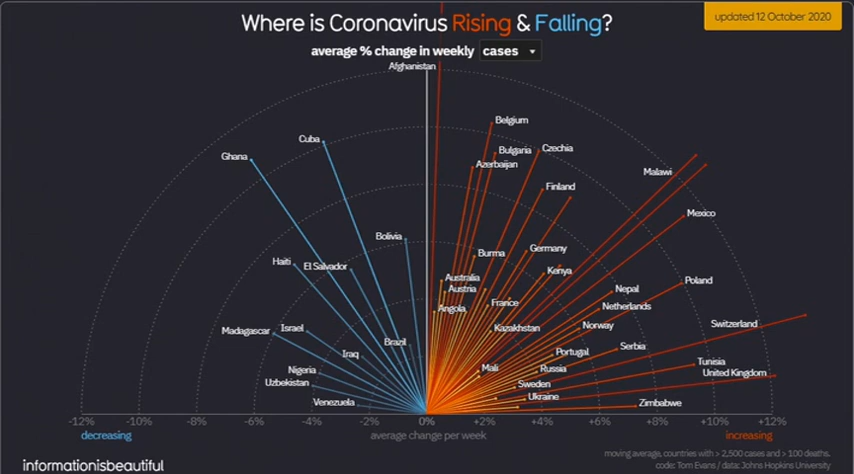 Where is Coronavirus Rising & Falling?
updated 12 October 2020
average % change in weekly cases
Afghanistan
Belgium
Cuba
Bulgaria
Czechia
Ghana
Azerbaijan
Malawi
Finland
Mexico
Bolivia
Germany
Burma
Haiti
El Salvador
Kenya
Australia
Poland
Austria
Nepal
France
Netherlands
Angola
Switzerland
Madagascar
Israel
Kazakhstan
Norway
Brazil
Serbia
Iraq
Portugal
Tunisia
Nigeria
Mali
Russia
United Kingdom
Uzbekistan
Sweden
Ukraine
Venezuela
Zimbabwe
-12% -10% -8% -6% -4% -2% 0% +2% +4% +6% +8% +10% +12%
decreasing average change per week increasing
moving average, countries with > 2,500 cases and > 100 deaths.
code: Tom Evans / data: Johns Hopkins University
informationisbeautiful